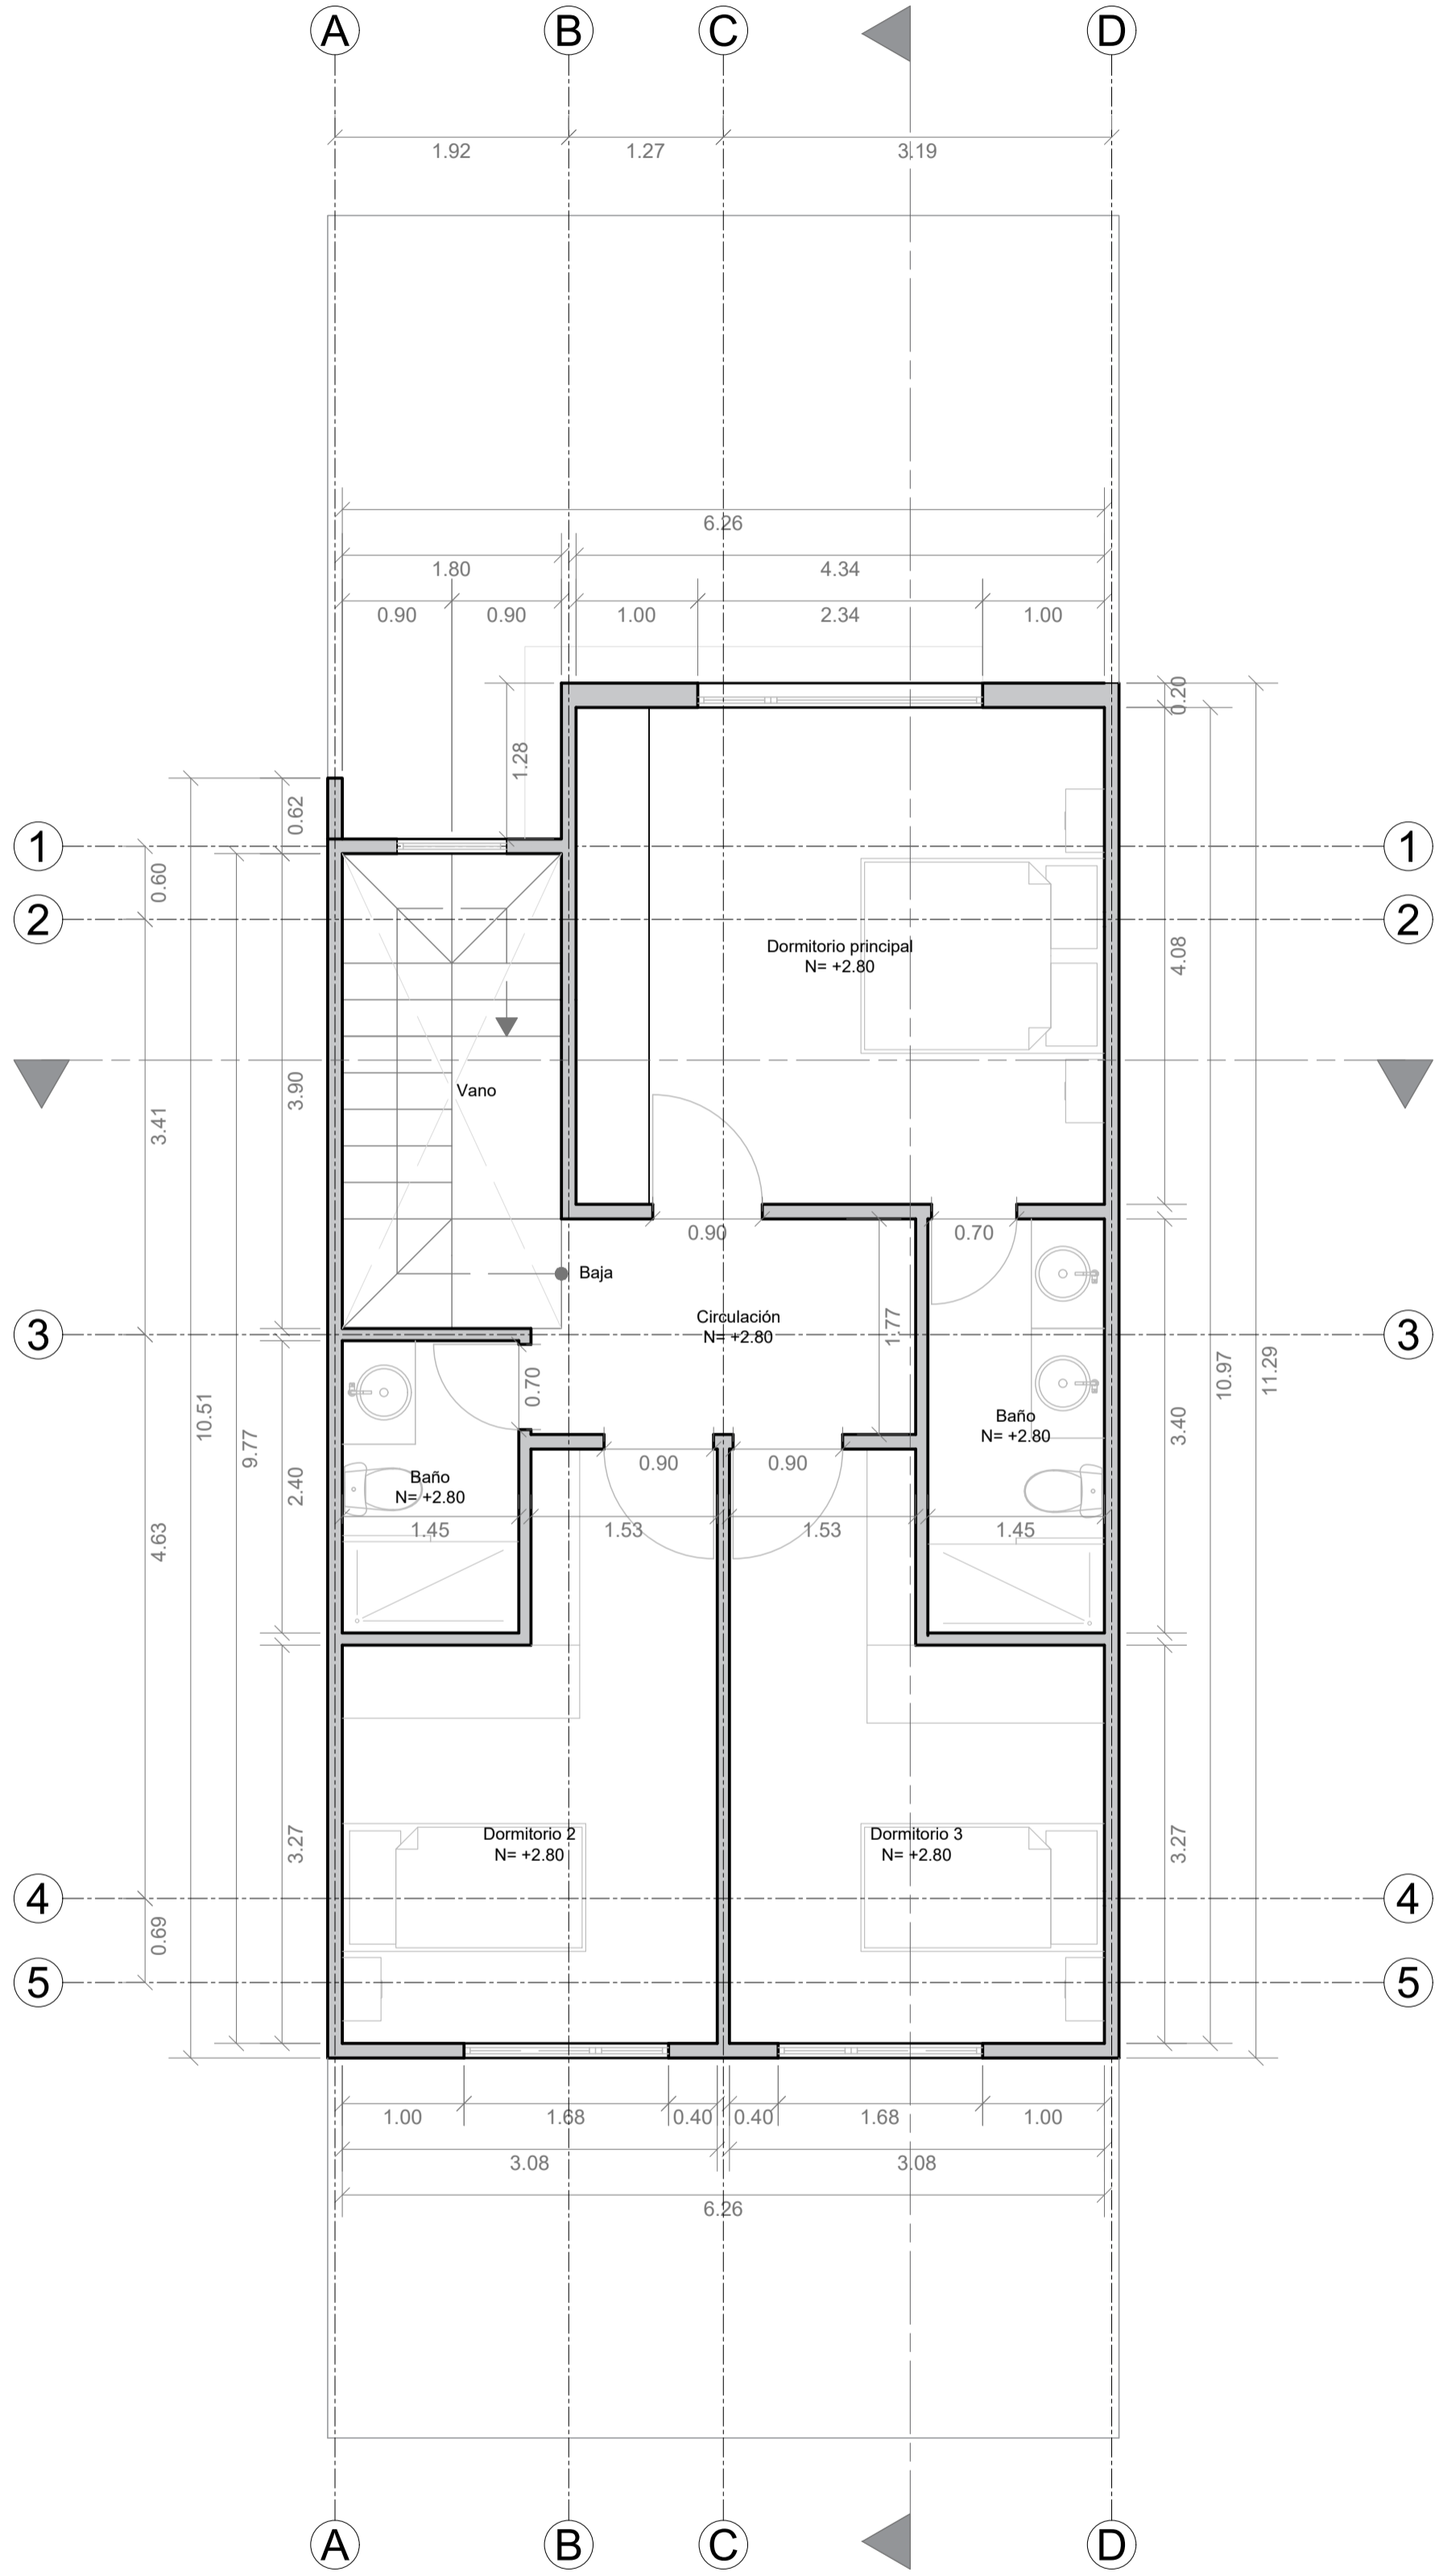 A B C D
1.92 1.27 3.19
6.26
1.80 4.34
0.90 0.90 1.00 2.34 1.00
0.20
1.28
0.62
1 1
0.60
2 2
Dormitorio principal
N= +2.80
4.08
3.90
Vano
3.41
0.90 0.70
Baja
Circulación
N= +2.80
1.77
3 3
10.97
11.29
0.70
10.51
9.77
Baño
N= +2.80
3.40
0.90 0.90
Baño
N= +2.80
2.40
1.45 1.53 1.53 1.45
4.63
Dormitorio 2
N= +2.80
Dormitorio 3
N= +2.80
3.27 3.27
4 4
0.69
5 5
1.00 1.68 0.40 0.40 1.68 1.00
3.08 3.08
6.26
A B C D